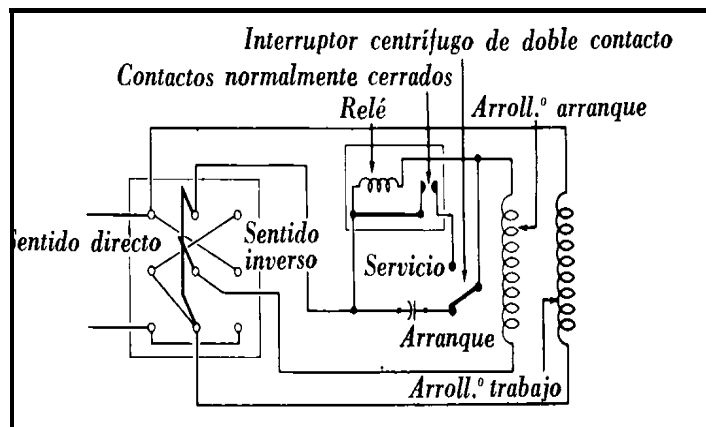 Interruptor centrífugo de doble contacto
Contactos normalmente cerrados
Relé
Arroll.º arranque
Sentido directo
Sentido
inverso
Servicio
Arranque
Arroll.º trabajo